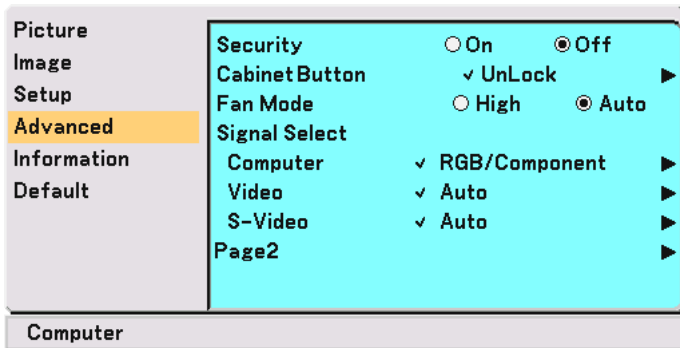 Picture
Image
Setup
Advanced
Information
Default
Security On Off
Cabinet Button ✓ UnLock ▶
Fan Mode High Auto
Signal Select
Computer ✓ RGB/Component ▶
Video ✓ Auto ▶
S-Video ✓ Auto ▶
Page2 ▶
Computer